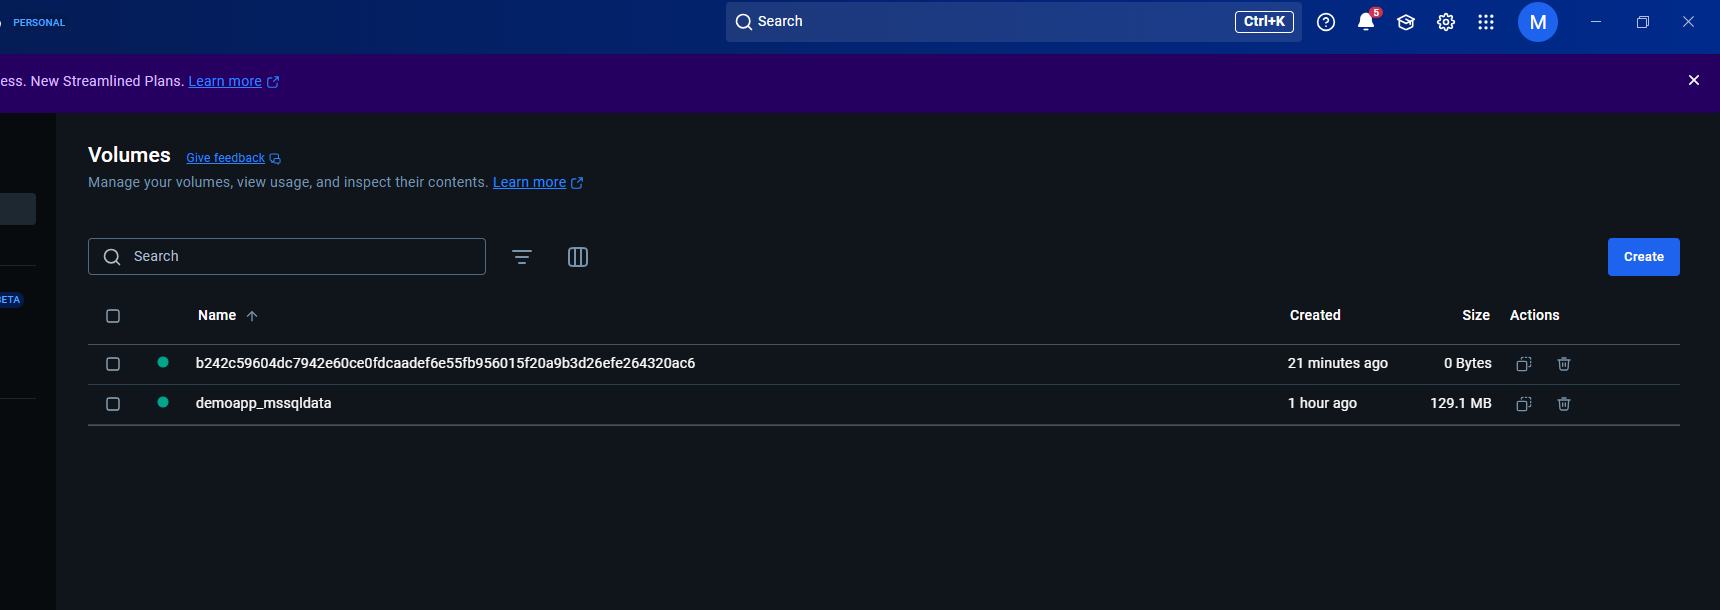 PERSONAL
Search
Ctrl+K
5
M
ess. New Streamlined Plans. Learn more
Volumes Give feedback
Manage your volumes, view usage, and inspect their contents. Learn more
Search
Create
BETA
Name
Created
Size
Actions
b242c59604dc7942e60ce0fdcaadef6e55fb956015f20a9b3d26efe264320ac6
21 minutes ago
0 Bytes
demoapp_mssqldata
1 hour ago
129.1 MB